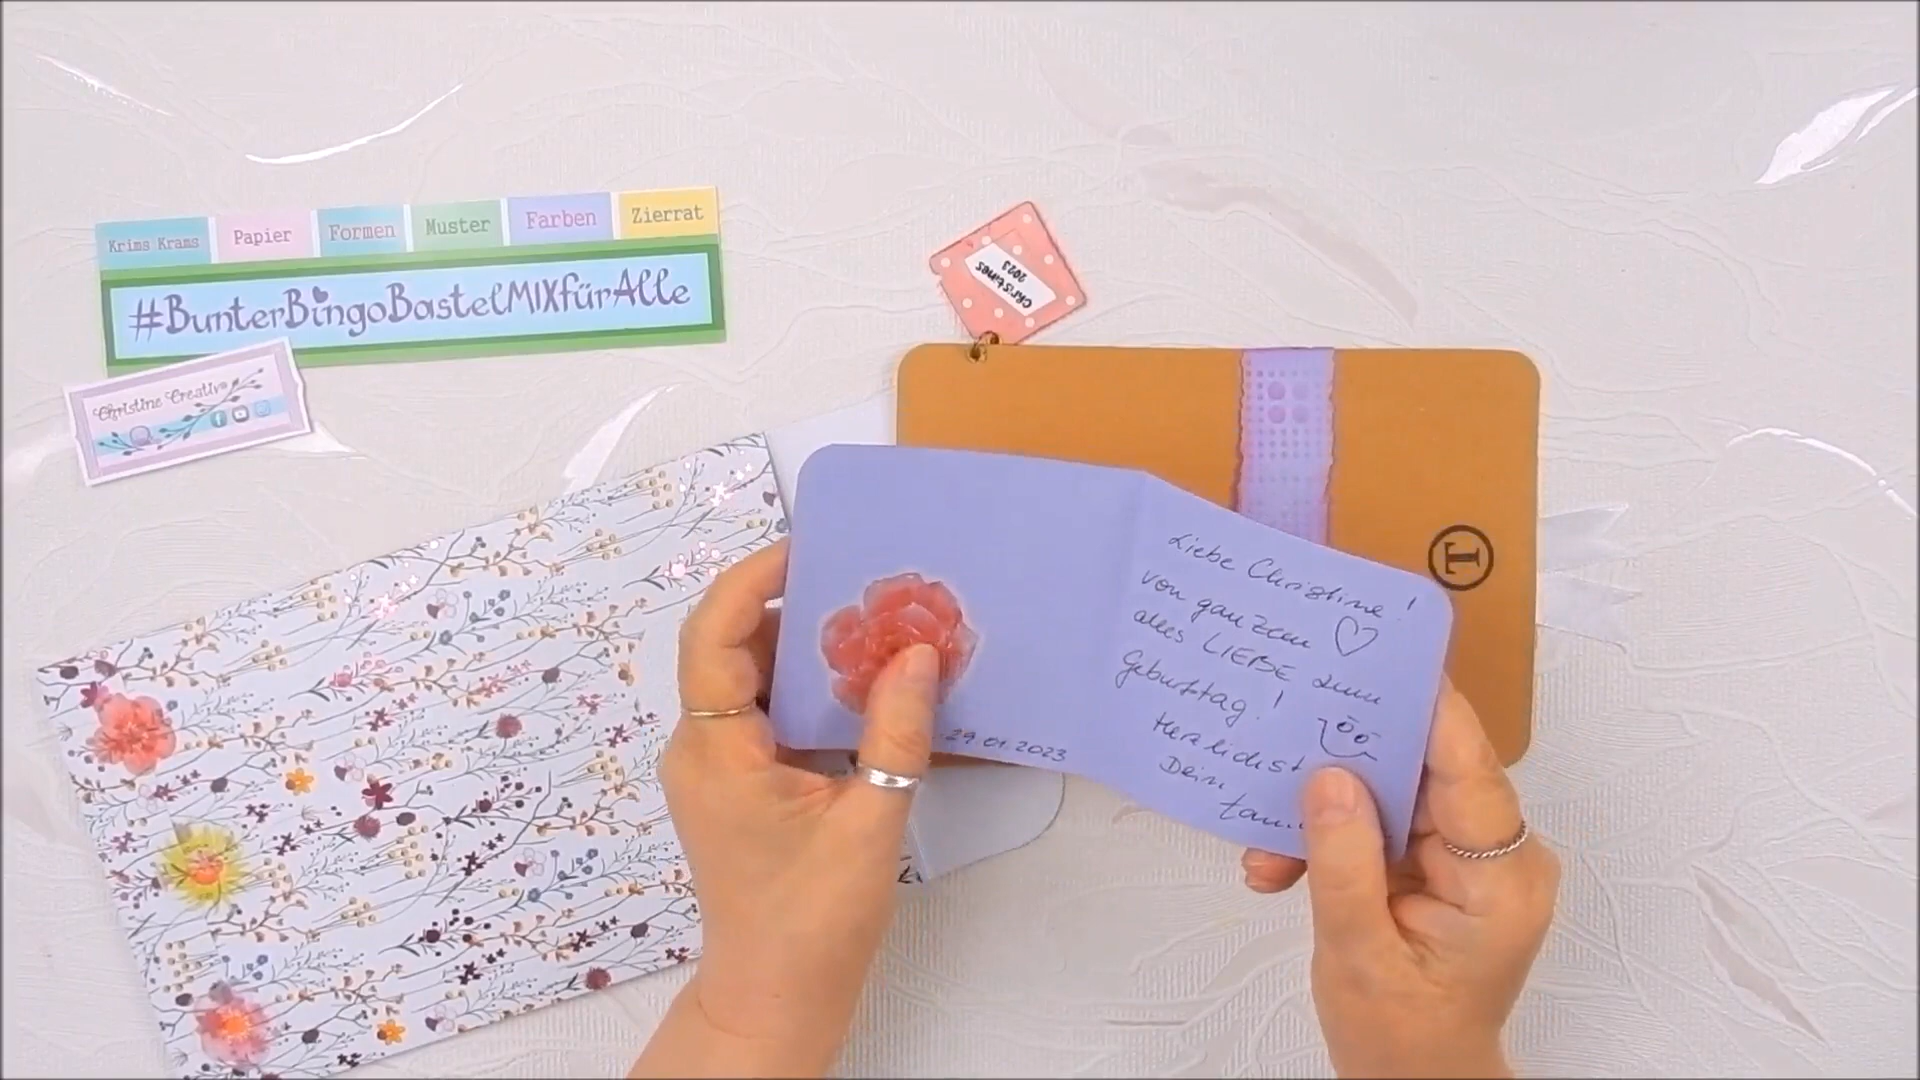 Krims Krams
Papier
Formen
Muster
Farben
Zierrat
#BunterBingoBastelMIXfürAlle
Christine Creativ
Christines
2023
T
Liebe Christine!
von ganzem ♡
alles LIEBE zum
Geburtstag!
Herzlichst
Dein
29.01.2023